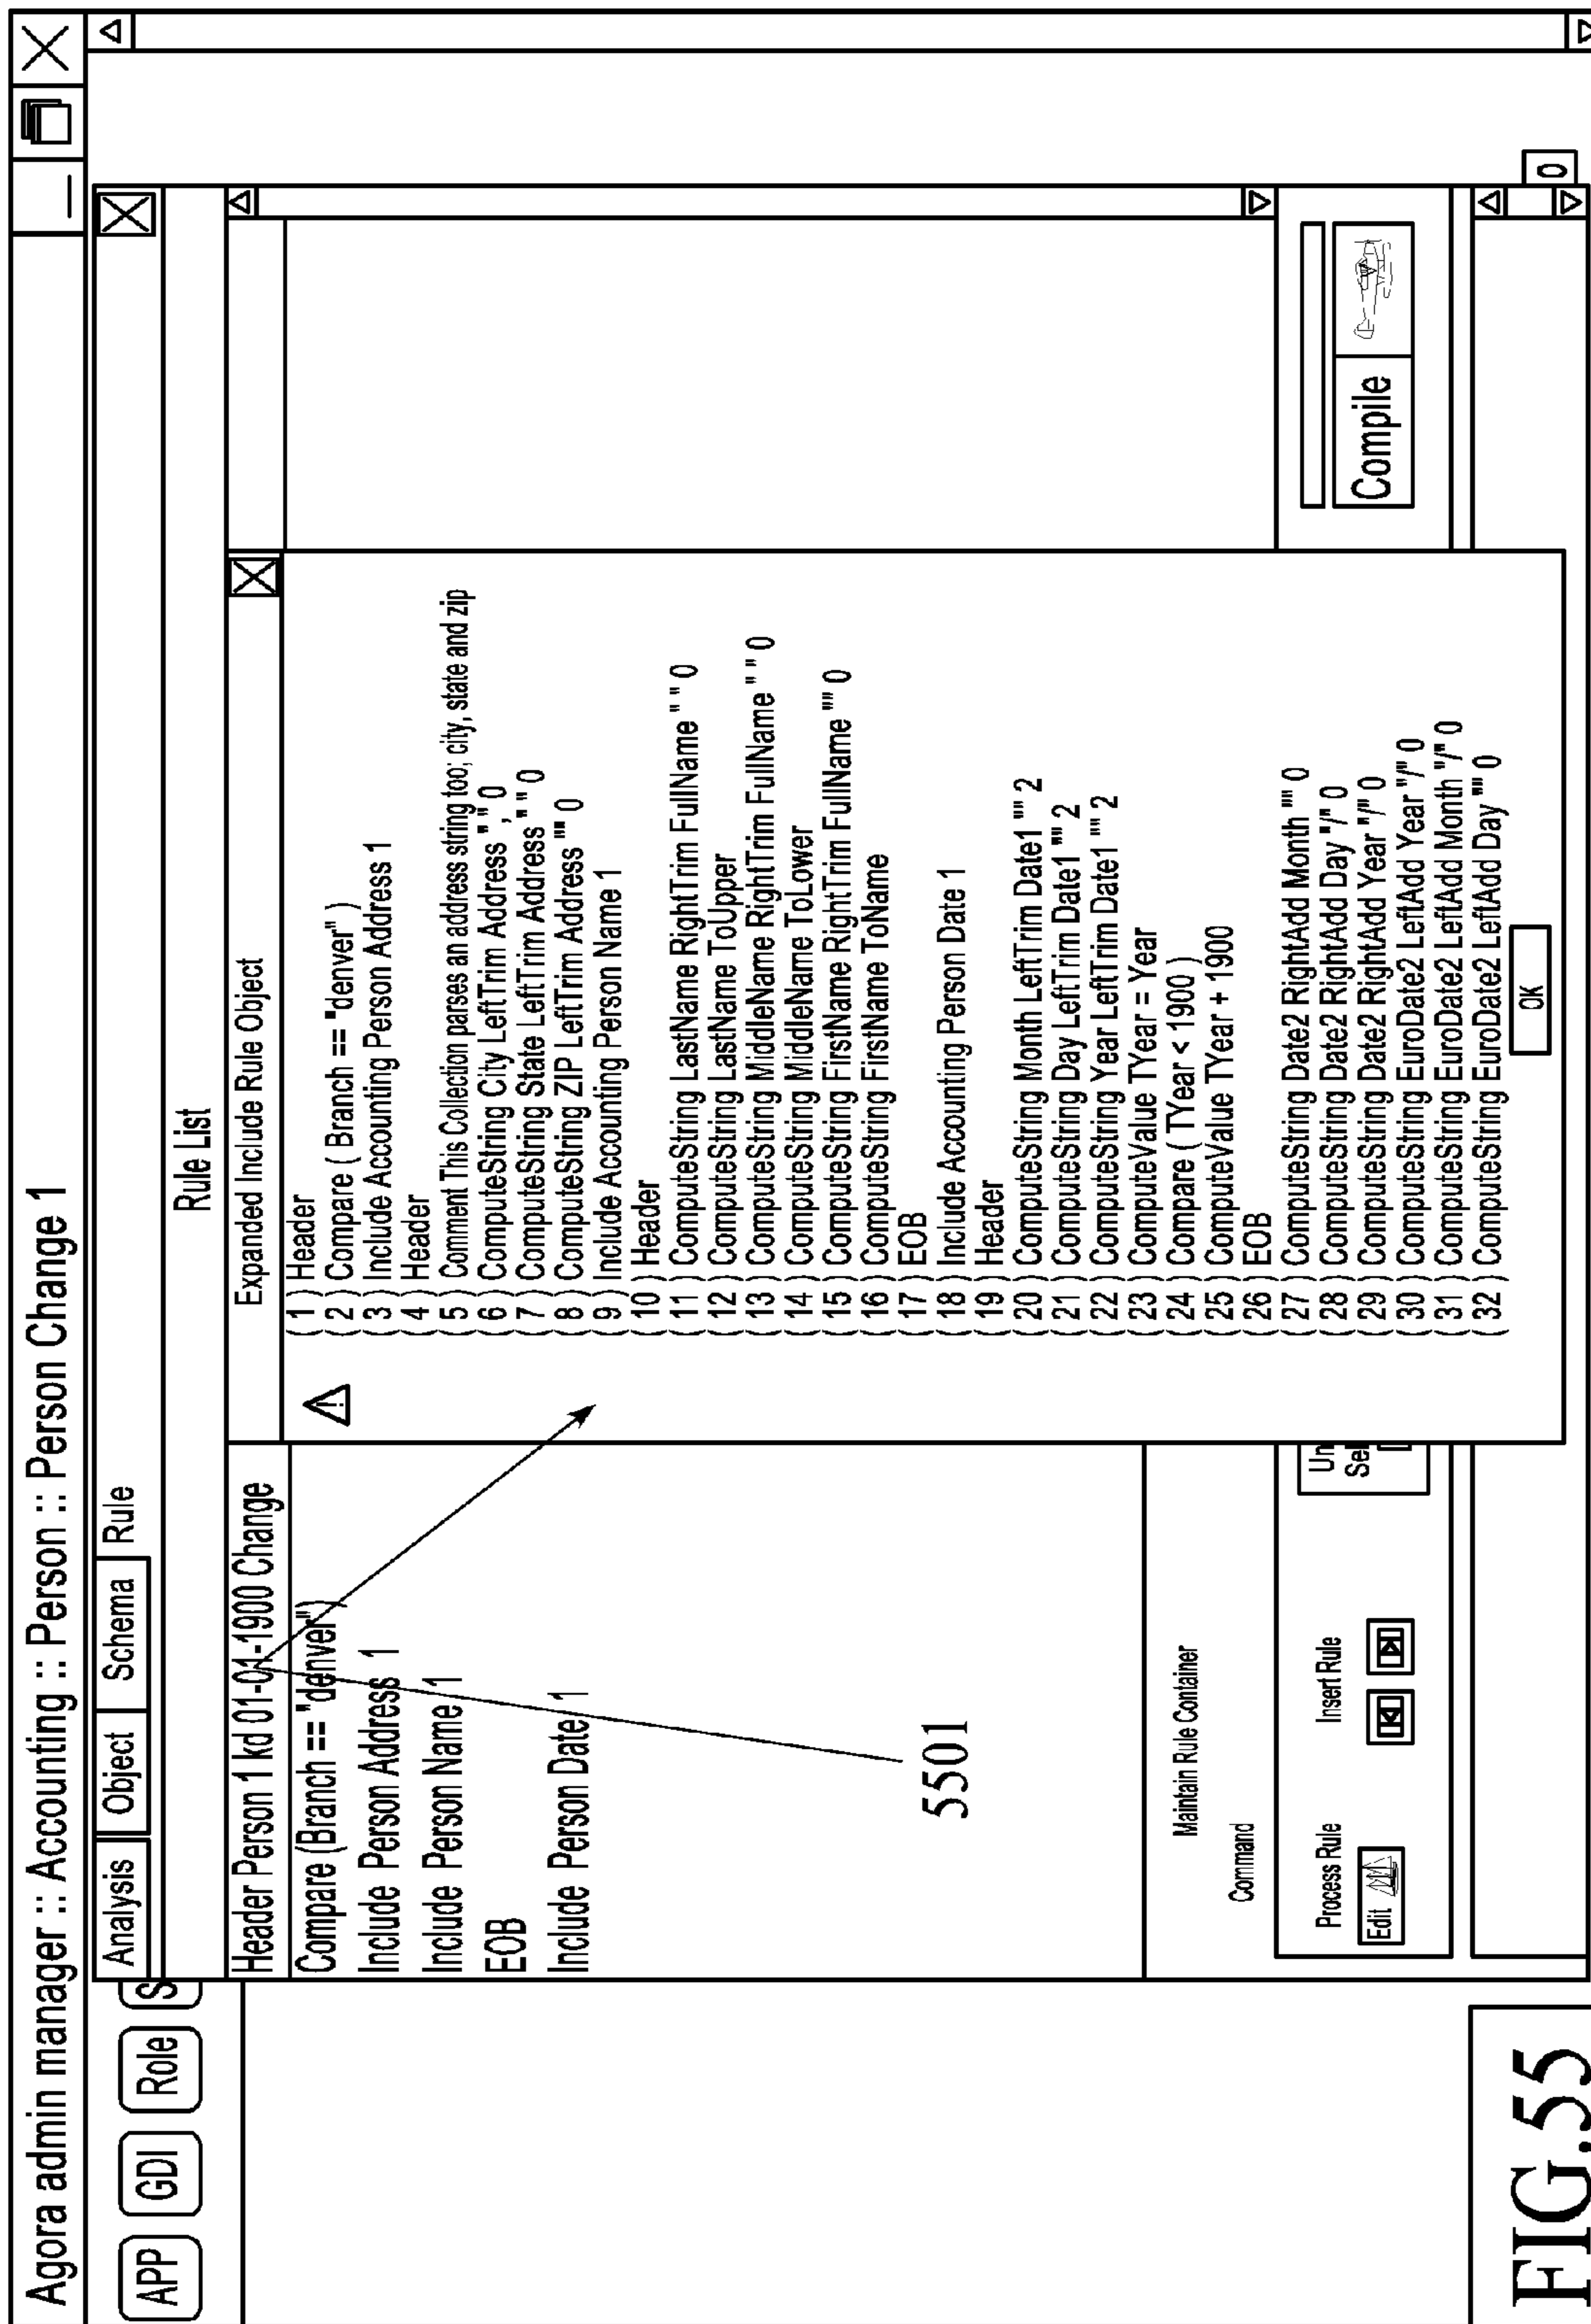 Agora admin manager :: Accounting :: Person :: Person Change 1
APP GDI Role S
Analysis Object Schema Rule
Rule List
Header Person 1 kd 01-01-1900 Change
Compare (Branch == "denver")
Include Person Address 1
Include Person Name 1
EOB
Include Person Date 1
5501
Expanded Include Rule Object
( 1 ) Header
( 2 ) Compare ( Branch == "denver" )
( 3 ) Include Accounting Person Address 1
( 4 ) Header
( 5 ) Comment This Collection parses an address string too; city, state and zip
( 6 ) ComputeString City LeftTrim Address "," 0
( 7 ) ComputeString State LeftTrim Address " " 0
( 8 ) ComputeString ZIP LeftTrim Address "" 0
( 9 ) Include Accounting Person Name 1
( 10 ) Header
( 11 ) ComputeString LastName RightTrim FullName " " 0
( 12 ) ComputeString LastName ToUpper
( 13 ) ComputeString MiddleName RightTrim FullName " " 0
( 14 ) ComputeString MiddleName ToLower
( 15 ) ComputeString FirstName RightTrim FullName "" 0
( 16 ) ComputeString FirstName ToName
( 17 ) EOB
( 18 ) Include Accounting Person Date 1
( 19 ) Header
( 20 ) ComputeString Month LeftTrim Date1 "" 2
( 21 ) ComputeString Day LeftTrim Date1 "" 2
( 22 ) ComputeString Year LeftTrim Date1 "" 2
( 23 ) ComputeValue TYear = Year
( 24 ) Compare ( TYear < 1900 )
( 25 ) ComputeValue TYear + 1900
( 26 ) EOB
( 27 ) ComputeString Date2 RightAdd Month "" 0
( 28 ) ComputeString Date2 RightAdd Day "/" 0
( 29 ) ComputeString Date2 RightAdd Year "/" 0
( 30 ) ComputeString EuroDate2 LeftAdd Year "/" 0
( 31 ) ComputeString EuroDate2 LeftAdd Month "/" 0
( 32 ) ComputeString EuroDate2 LeftAdd Day "" 0
OK
Maintain Rule Container
Command
Process Rule Insert Rule
Edit
Un
Sel
Compile
0
FIG.55